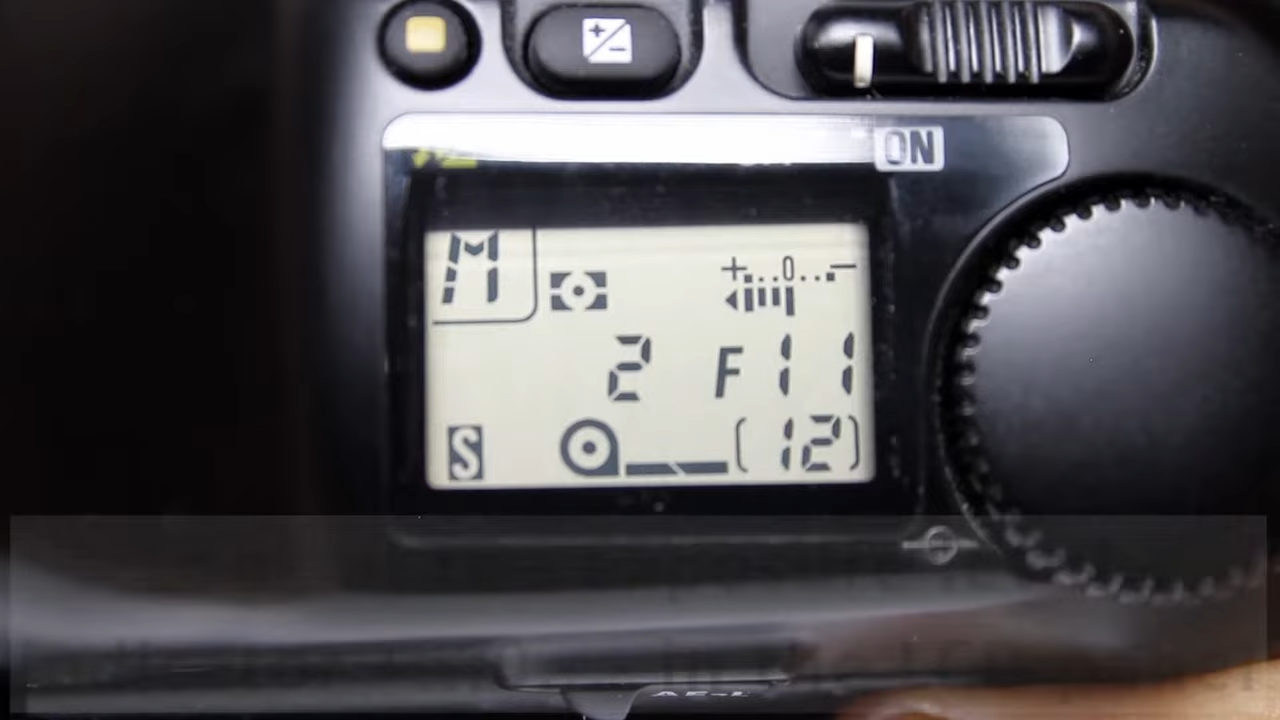 +/-
ON
M
+...0...-
2 F11
S (12)